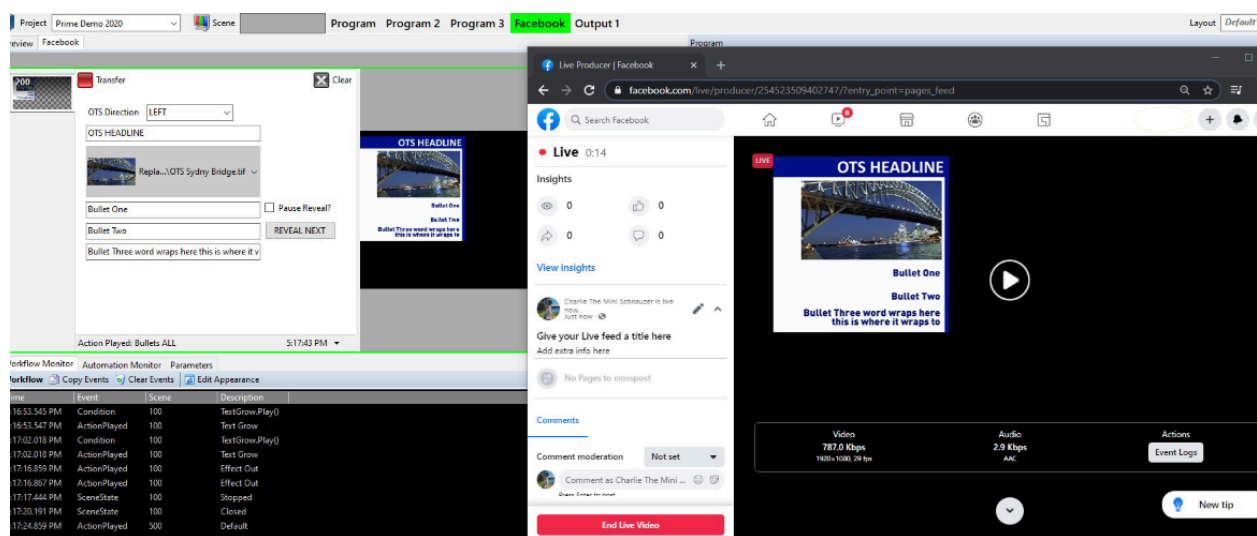 Project Prime Demo 2020 Scene Program Program 2 Program 3 Facebook Output 1 Layout Default
review Facebook
Program
200
Transfer Clear
OTS Direction LEFT
OTS HEADLINE
Repla...\OTS Sydny Bridge.tif
Bullet One Pause Reveal?
Bullet Two REVEAL NEXT
Bullet Three word wraps here this is where it v
Action Played: Bullets ALL 5:17:43 PM
OTS HEADLINE
Bullet One
Bullet Two
Bullet Three word wraps here
this is where it wraps to
Workflow Monitor Automation Monitor Parameters
Workflow Copy Events Clear Events Edit Appearance
Time Event Scene Description
:16:53.545 PM Condition 100 TextGrow.Play()
:16:53.547 PM ActionPlayed 100 Text Grow
:17:02.018 PM Condition 100 TextGrow.Play()
:17:02.018 PM ActionPlayed 100 Text Grow
:17:16.859 PM ActionPlayed 100 Effect Out
:17:16.867 PM ActionPlayed 100 Effect Out
:17:17.444 PM SceneState 100 Stopped
:17:20.191 PM SceneState 100 Closed
:17:24.859 PM ActionPlayed 500 Default
Live Producer | Facebook
facebook.com/live/producer/254523509402747/?entry_point=pages_feed
Search Facebook
8
Live 0:14
Insights
0 0
0 0
View Insights
Charlie The Mini Schnauzer is live
now.
Just now
Give your Live feed a title here
Add extra info here
No Pages to crosspost
Comments
Comment moderation Not set
Comment as Charlie The Mini ...
Press Enter to post
End Live Video
LIVE
OTS HEADLINE
Bullet One
Bullet Two
Bullet Three word wraps here
this is where it wraps to
Video Audio Actions
787.0 Kbps 2.9 Kbps Event Logs
1920×1080, 29 fps AAC
New tip